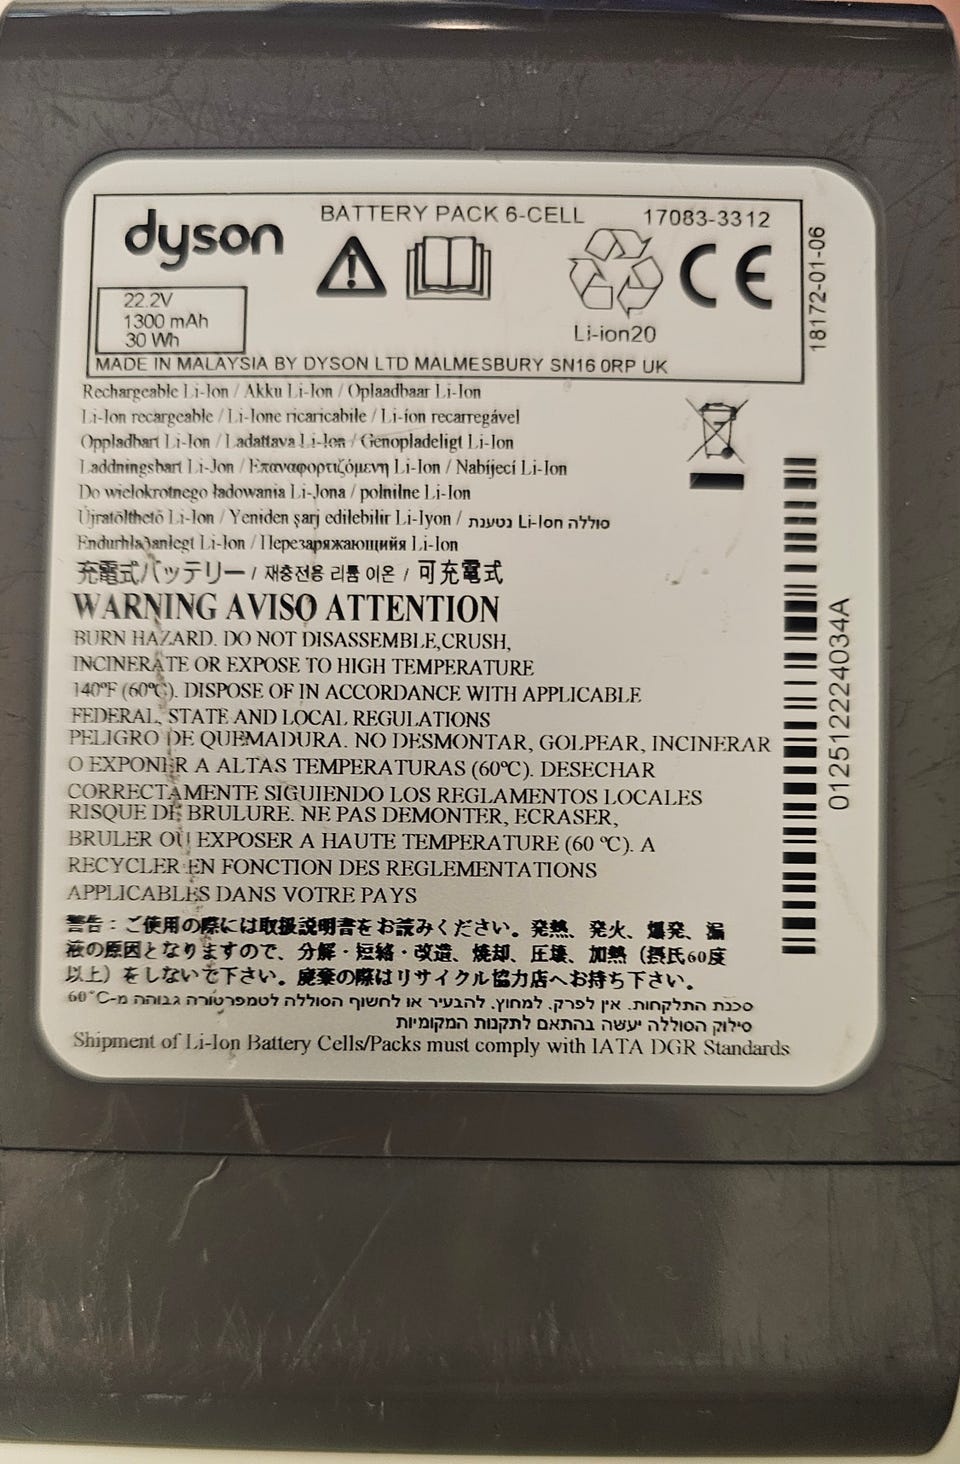 dyson
BATTERY PACK 6-CELL
17083-3312
22.2V
1300 mAh
30 Wh
CE
Li-ion20
MADE IN MALAYSIA BY DYSON LTD MALMESBURY SN16 0RP UK
18172-01-06
Rechargeable Li-Ion / Akku Li-Ion / Oplaadbaar Li-Ion
Li-Ion recargeable / Li-Ione ricaricabile / Li-ion recarregável
Oppladbart Li-Ion / Ladattava Li-Ion / Genopladeligt Li-Ion
Laddningsbart Li-Jon / Επαναφορτιζόμενη Li-Ion / Nabíjecí Li-Ion
Do wielokrotnego ładowania Li-Jona / polnilne Li-Ion
Újratölthető Li-Ion / Yeniden şarj edilebilir Li-Iyon / סוללה Li-Ion נטענת
Endurhlaðanlegt Li-Ion / Перезаряжающийя Li-Ion
充電式バッテリー / 재충전용 리튬 이온 / 可充電式
WARNING AVISO ATTENTION
BURN HAZARD. DO NOT DISASSEMBLE,CRUSH,
INCINERATE OR EXPOSE TO HIGH TEMPERATURE
140ºF (60ºC). DISPOSE OF IN ACCORDANCE WITH APPLICABLE
FEDERAL, STATE AND LOCAL REGULATIONS
PELIGRO DE QUEMADURA. NO DESMONTAR, GOLPEAR, INCINERAR
O EXPONER A ALTAS TEMPERATURAS (60ºC). DESECHAR
CORRECTAMENTE SIGUIENDO LOS REGLAMENTOS LOCALES
RISQUE DE BRULURE. NE PAS DEMONTER, ECRASER,
BRULER OU EXPOSER A HAUTE TEMPERATURE (60 ºC). A
RECYCLER EN FONCTION DES REGLEMENTATIONS
APPLICABLES DANS VOTRE PAYS
警告：ご使用の際には取扱説明書をお読みください。発熱、発火、爆発、漏
液の原因となりますので、分解・短絡・改造、焼却、圧壊、加熱（摂氏60度
以上）をしないで下さい。廃棄の際はリサイクル協力店へお持ち下さい。
סכנת התלקחות. אין לפרק, למחוץ, להבעיר או לחשוף הסוללה לטמפרטורה גבוהה מ-60°C
סילוק הסוללה יעשה בהתאם לתקנות המקומיות
Shipment of Li-Ion Battery Cells/Packs must comply with IATA DGR Standards
012512224034A